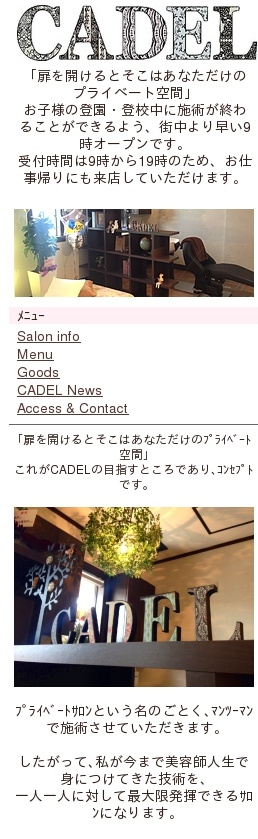 CADEL
「扉を開けるとそこはあなただけの
プライベート空間」
お子様の登園・登校中に施術が終わ
ることができるよう、街中より早い9
時オープンです。
受付時間は9時から19時のため、お仕
事帰りにも来店していただけます。
CADEL
ﾒﾆｭｰ
Salon info
Menu
Goods
CADEL News
Access & Contact
「扉を開けるとそこはあなただけのﾌﾟﾗｲﾍﾞｰﾄ
空間」
これがCADELの目指すところであり､ｺﾝｾﾌﾟﾄ
です。
CADEL
ﾌﾟﾗｲﾍﾞｰﾄｻﾛﾝという名のごとく､ﾏﾝﾂｰﾏﾝ
で施術させていただきます。
したがって､私が今まで美容師人生で
身につけてきた技術を、
一人一人に対して最大限発揮できるｻﾛ
ﾝになります。